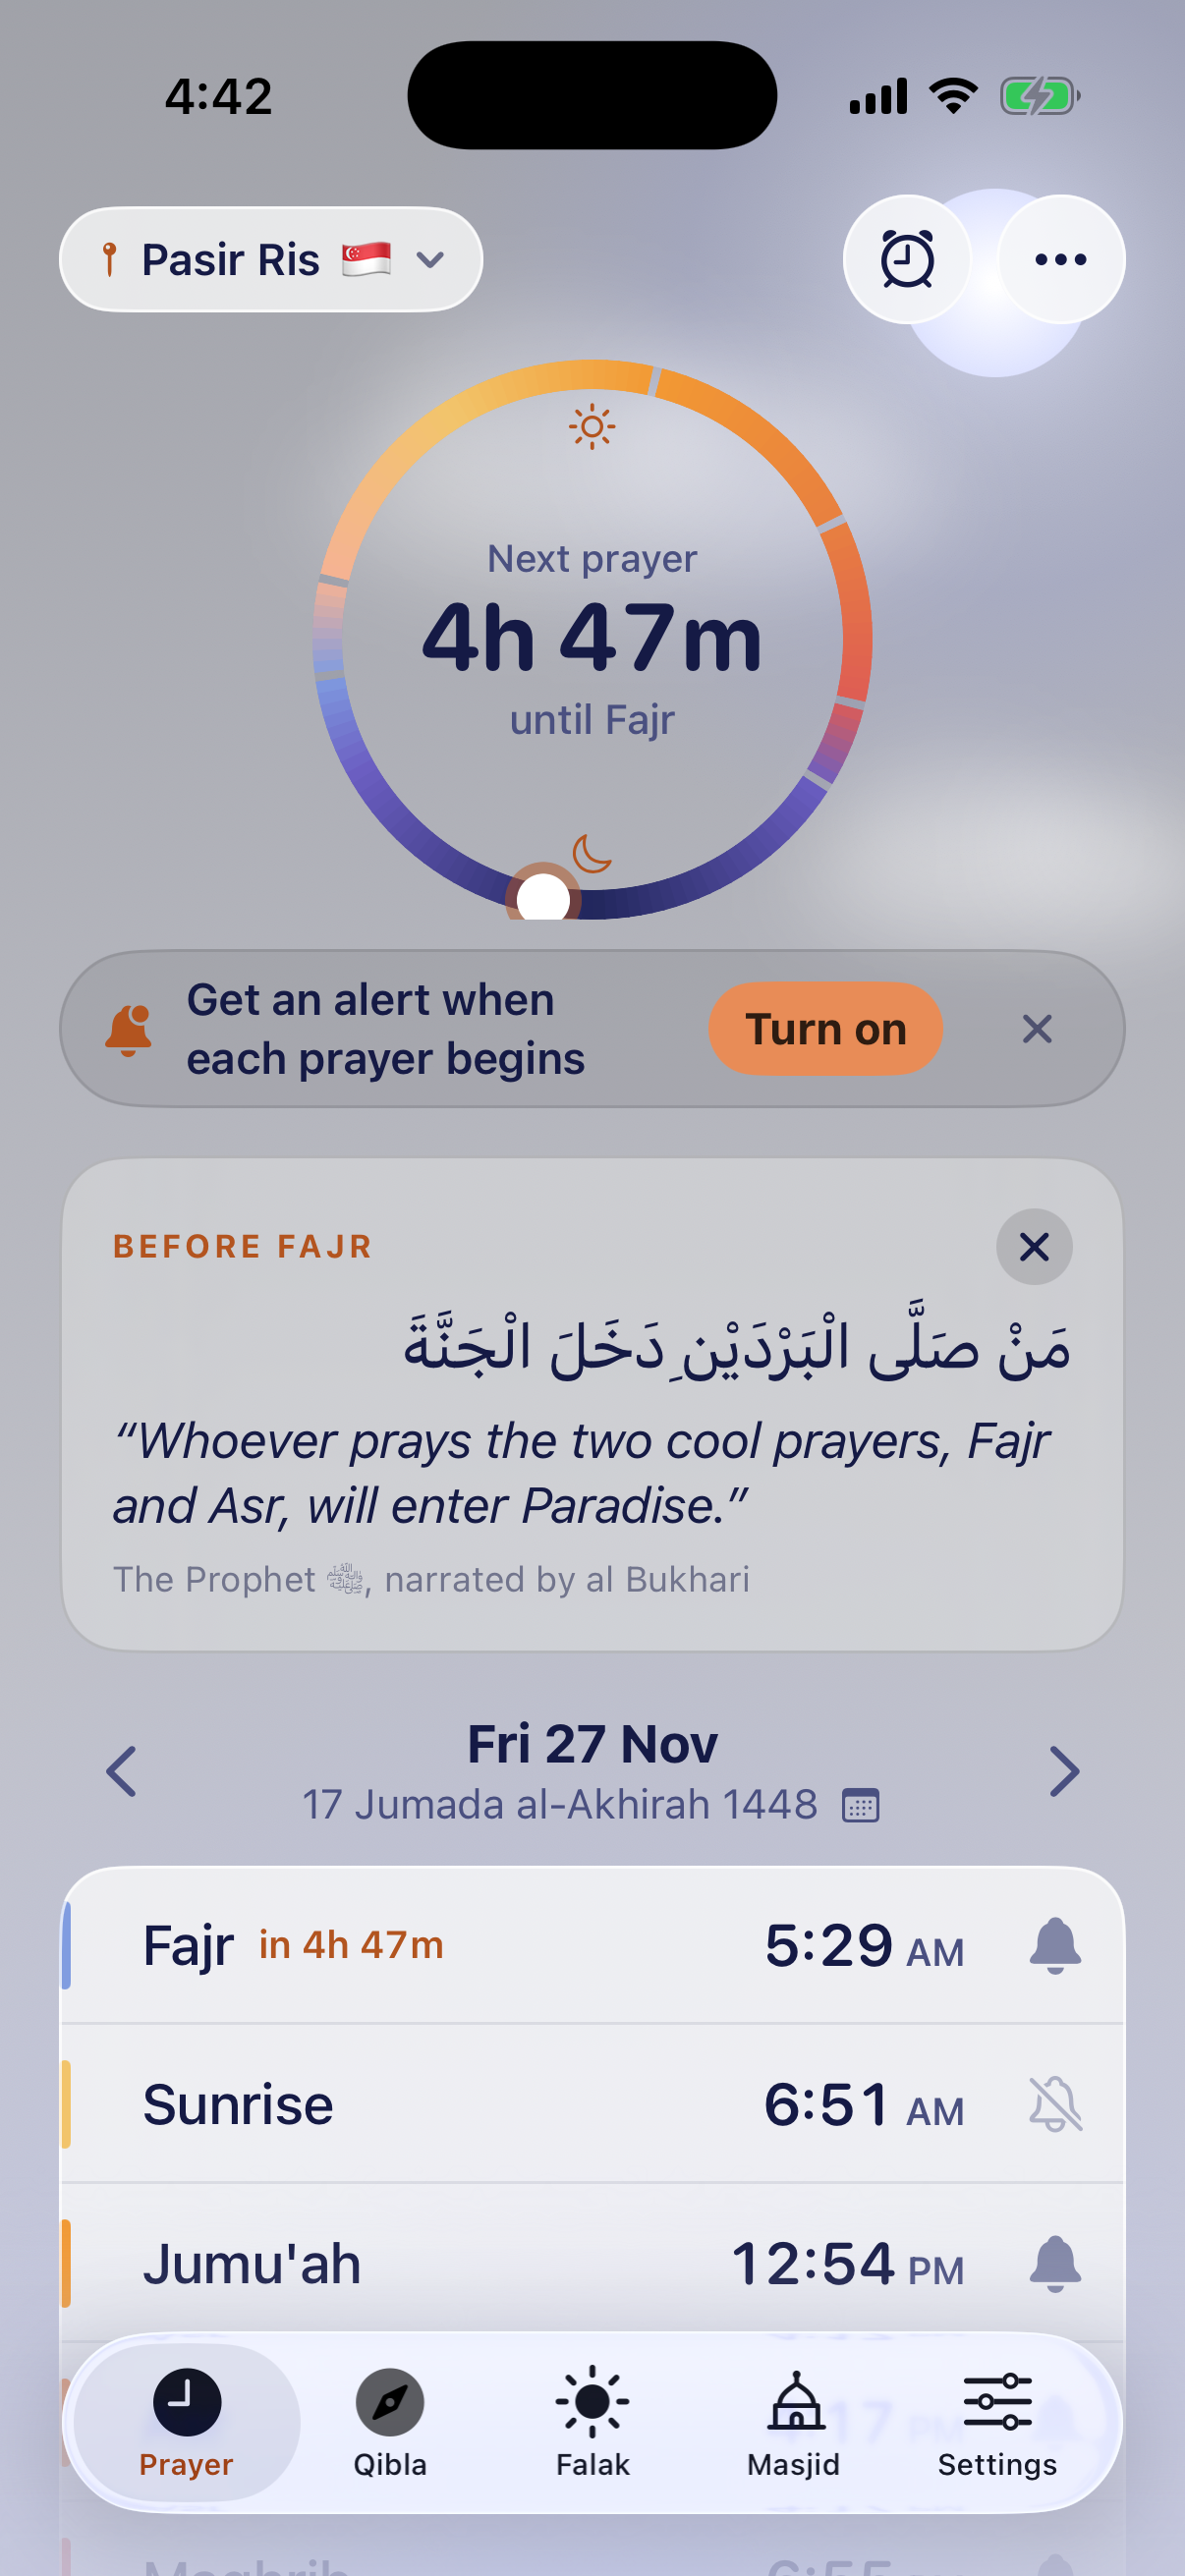 4:42
Pasir Ris 🇸🇬
Next prayer
4h 47m
until Fajr
Get an alert when
each prayer begins
Turn on
BEFORE FAJR
مَنْ صَلَّى الْبَرْدَيْنِ دَخَلَ الْجَنَّةَ
“Whoever prays the two cool prayers, Fajr
and Asr, will enter Paradise.”
The Prophet ﷺ, narrated by al Bukhari
Fri 27 Nov
17 Jumada al-Akhirah 1448
Fajr in 4h 47m 5:29 AM
Sunrise 6:51 AM
Jumu'ah 12:54 PM
17 PM
Prayer Qibla Falak Masjid Settings
Maghrib